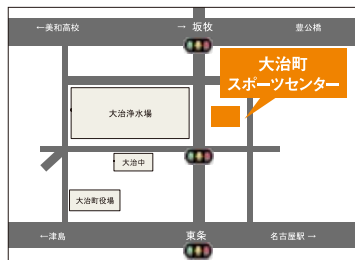 ←美和高校
→ 坂牧
豊公橋
大治町
スポーツセンター
大治浄水場
大治中
大治町役場
←津島
東条
名古屋駅→